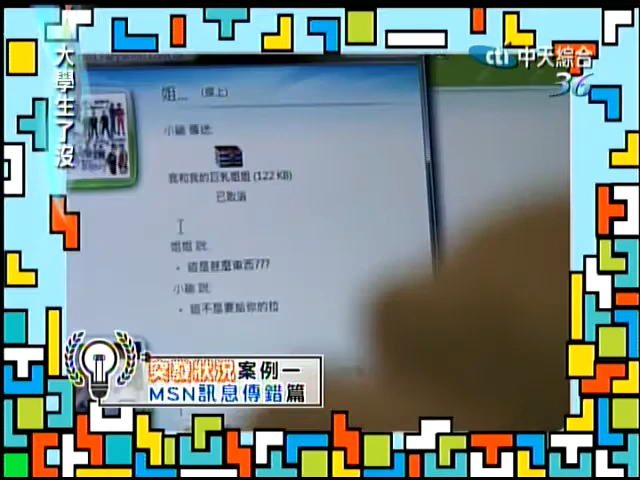 大學生了沒
cti 中天綜合
36
姐... (線上)
小瑜 傳送:
我和我的巨乳姐姐 (122 KB)
已取消
姐姐 說:
• 這是甚麼東西???
小瑜 說:
• 這不是要給你的拉
突發狀況案例一
MSN訊息傳錯篇